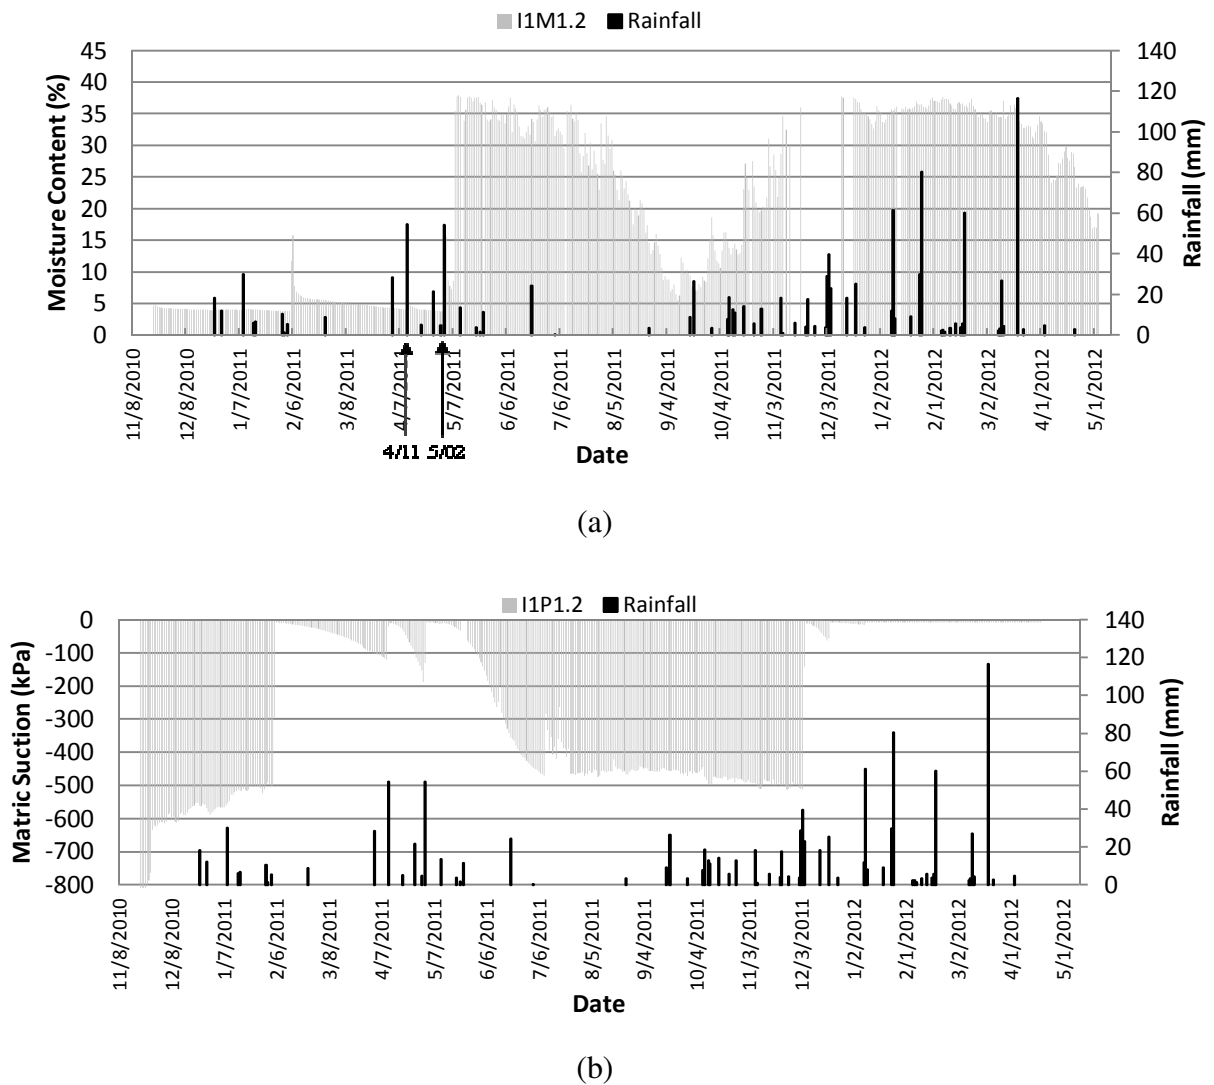 I1M1.2 Rainfall
45 140
40 120
35 100
30
25 80
20 60
15 40
10
5 20
0 0
Moisture Content (%)
Rainfall (mm)
11/8/2010 12/8/2010 1/7/2011 2/6/2011 3/8/2011 4/7/2011 5/7/2011 6/6/2011 7/6/2011 8/5/2011 9/4/2011 10/4/2011 11/3/2011 12/3/2011 1/2/2012 2/1/2012 3/2/2012 4/1/2012 5/1/2012
4/11 5/02
Date
(a)
I1P1.2 Rainfall
0 140
-100 120
-200 100
-300
-400 80
-500 60
-600 40
-700 20
-800 0
Matric Suction (kPa)
Rainfall (mm)
11/8/2010 12/8/2010 1/7/2011 2/6/2011 3/8/2011 4/7/2011 5/7/2011 6/6/2011 7/6/2011 8/5/2011 9/4/2011 10/4/2011 11/3/2011 12/3/2011 1/2/2012 2/1/2012 3/2/2012 4/1/2012 5/1/2012
Date
(b)